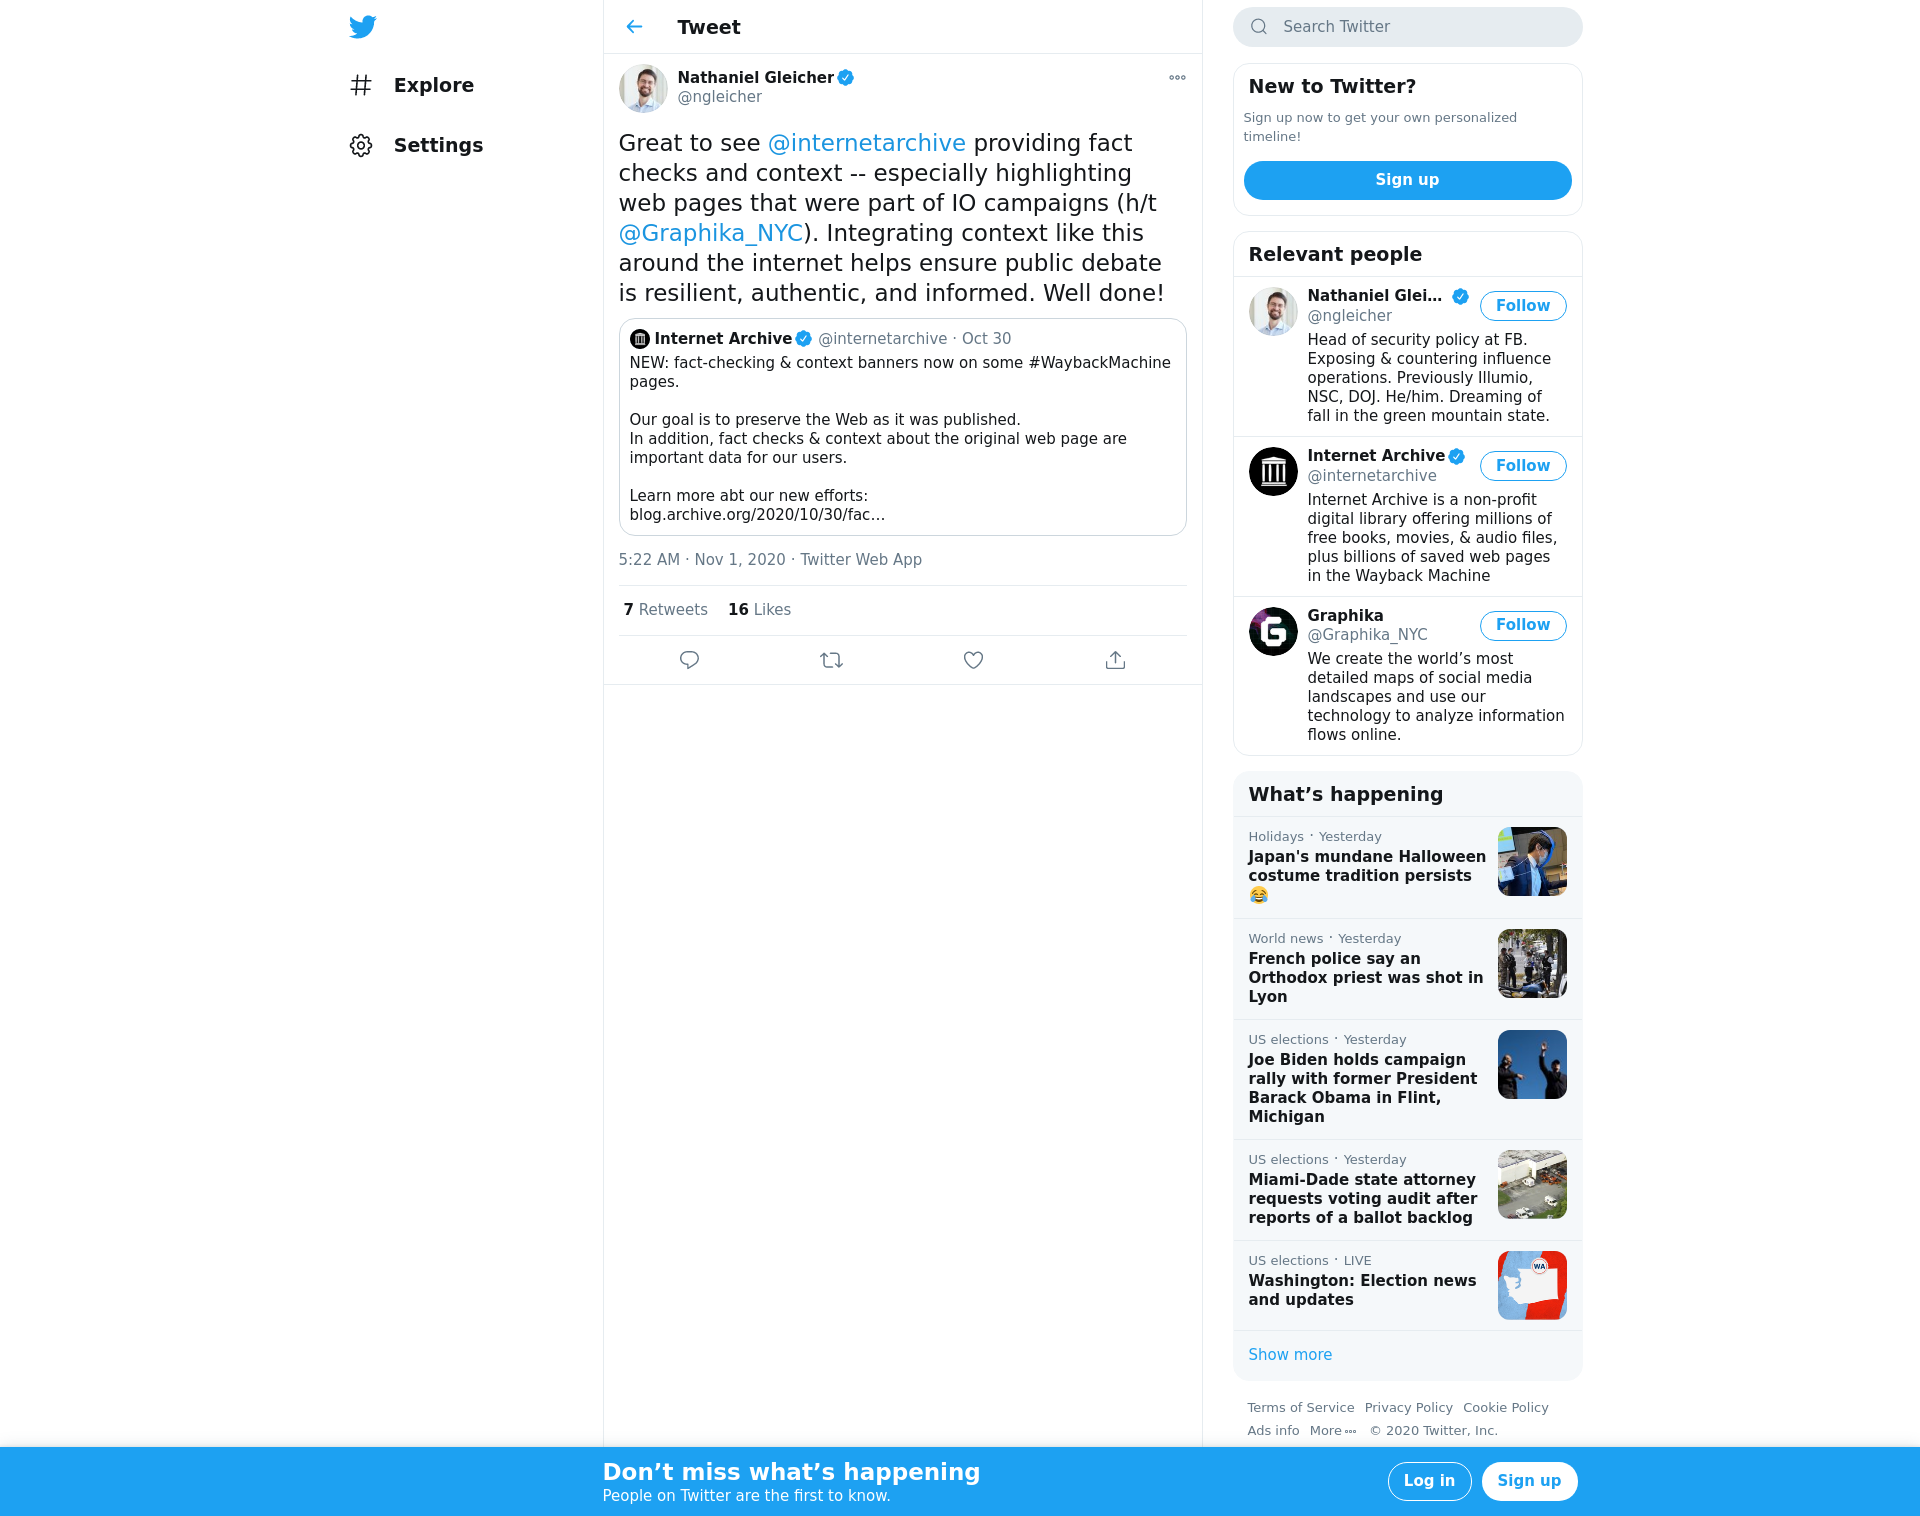 Explore
Settings
Tweet
Nathaniel Gleicher
@ngleicher
Great to see @internetarchive providing fact
checks and context -- especially highlighting
web pages that were part of IO campaigns (h/t
@Graphika_NYC). Integrating context like this
around the internet helps ensure public debate
is resilient, authentic, and informed. Well done!
Internet Archive @internetarchive · Oct 30
NEW: fact-checking & context banners now on some #WaybackMachine
pages.
Our goal is to preserve the Web as it was published.
In addition, fact checks & context about the original web page are
important data for our users.
Learn more abt our new efforts:
blog.archive.org/2020/10/30/fac…
5:22 AM · Nov 1, 2020 · Twitter Web App
7 Retweets 16 Likes
Search Twitter
New to Twitter?
Sign up now to get your own personalized
timeline!
Sign up
Relevant people
Nathaniel Glei…
Follow
@ngleicher
Head of security policy at FB.
Exposing & countering influence
operations. Previously Illumio,
NSC, DOJ. He/him. Dreaming of
fall in the green mountain state.
Internet Archive
Follow
@internetarchive
Internet Archive is a non-profit
digital library offering millions of
free books, movies, & audio files,
plus billions of saved web pages
in the Wayback Machine
Graphika
Follow
@Graphika_NYC
We create the world’s most
detailed maps of social media
landscapes and use our
technology to analyze information
flows online.
What’s happening
Holidays · Yesterday
Japan's mundane Halloween
costume tradition persists
😂
World news · Yesterday
French police say an
Orthodox priest was shot in
Lyon
US elections · Yesterday
Joe Biden holds campaign
rally with former President
Barack Obama in Flint,
Michigan
US elections · Yesterday
Miami-Dade state attorney
requests voting audit after
reports of a ballot backlog
US elections · LIVE
Washington: Election news
and updates
WA
Show more
Terms of Service Privacy Policy Cookie Policy
Ads info More © 2020 Twitter, Inc.
Don’t miss what’s happening
People on Twitter are the first to know.
Log in
Sign up